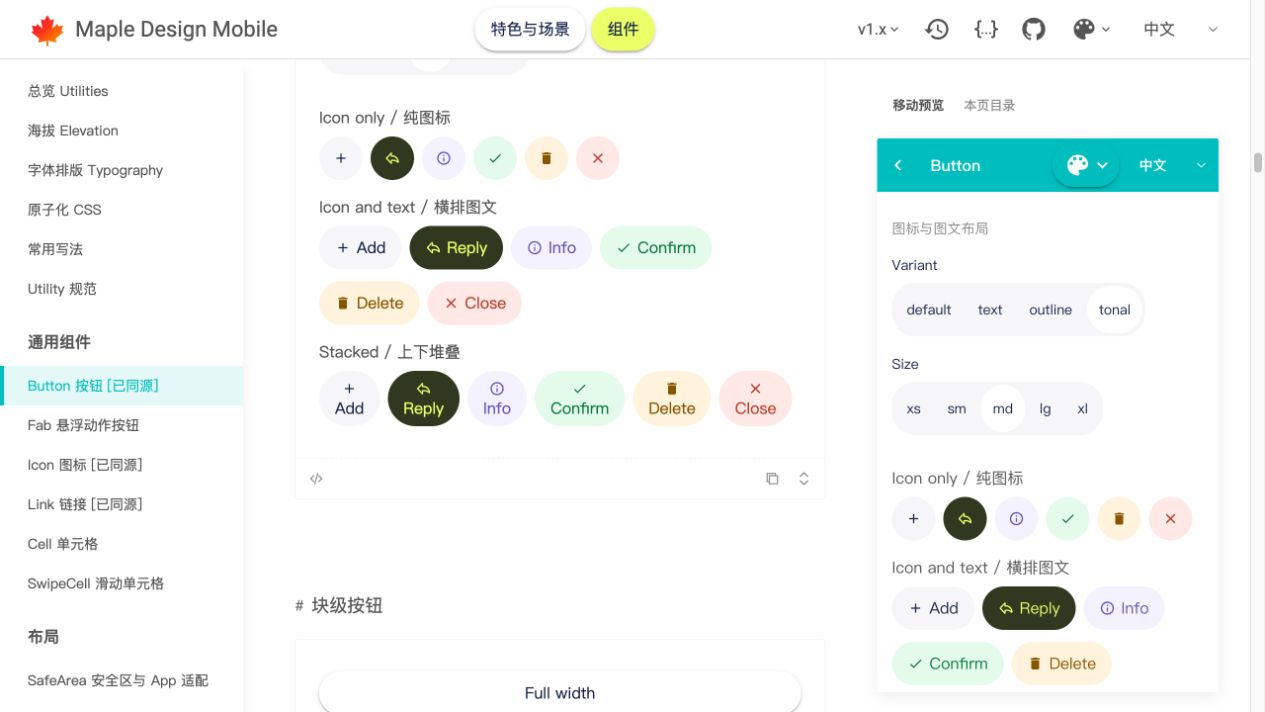 Maple Design Mobile
特色与场景
组件
v1.x
中文
总览 Utilities
海拔 Elevation
字体排版 Typography
原子化 CSS
常用写法
Utility 规范
通用组件
Button 按钮 [已同源]
Fab 悬浮动作按钮
Icon 图标 [已同源]
Link 链接 [已同源]
Cell 单元格
SwipeCell 滑动单元格
布局
SafeArea 安全区与 App 适配
Icon only / 纯图标
Icon and text / 横排图文
Add Reply Info Confirm
Delete Close
Stacked / 上下堆叠
Add Reply Info Confirm Delete Close
# 块级按钮
Full width
移动预览 本页目录
Button 中文
图标与图文布局
Variant
default text outline tonal
Size
xs sm md lg xl
Icon only / 纯图标
Icon and text / 横排图文
Add Reply Info
Confirm Delete